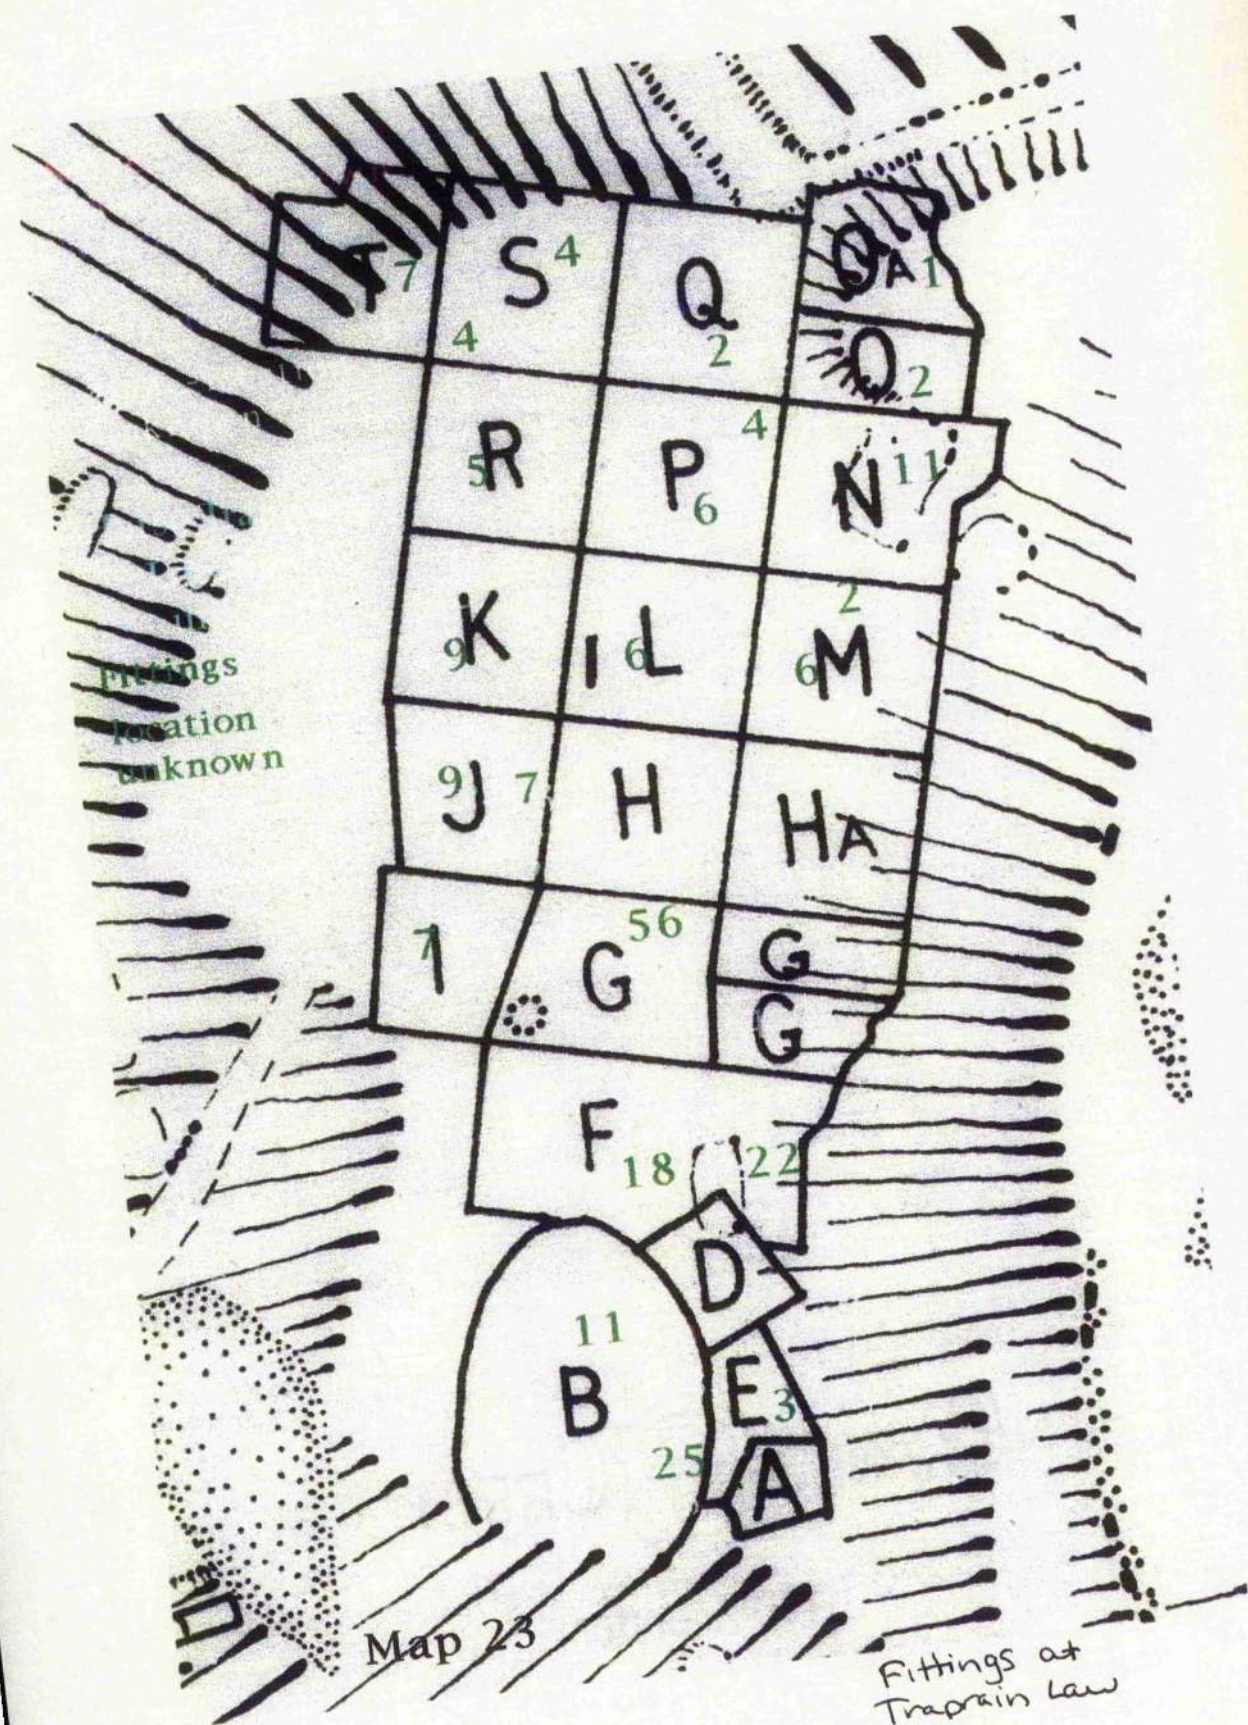 T 7 S 4 Q QA 1
4 2 O 2
R 5 P 4 N 11
6
K 9 I L 6 M 2
6
J 9 7 H HA
I 7 G 56 G
G
F 18 22
D
B 11 E 3
25 A
Fittings
location
unknown
Map 23
Fittings at
Traprain Law